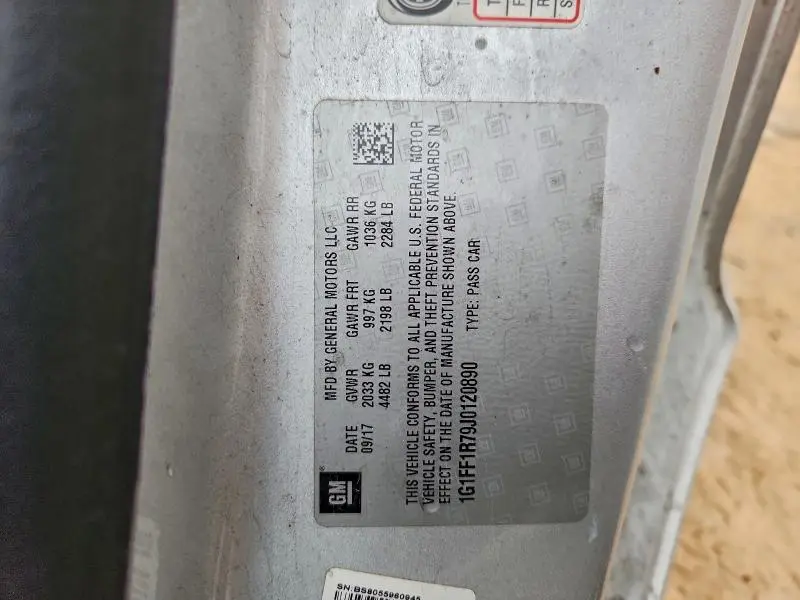 GM
MFD BY GENERAL MOTORS LLC
DATE GVWR GAWR FRT GAWR RR
09/17 2033 KG 997 KG 1036 KG
4482 LB 2198 LB 2284 LB
THIS VEHICLE CONFORMS TO ALL APPLICABLE U.S. FEDERAL MOTOR
VEHICLE SAFETY, BUMPER, AND THEFT PREVENTION STANDARDS IN
EFFECT ON THE DATE OF MANUFACTURE SHOWN ABOVE.
1G1FF1R79J0120890 TYPE: PASS CAR
SN:BS8055960945